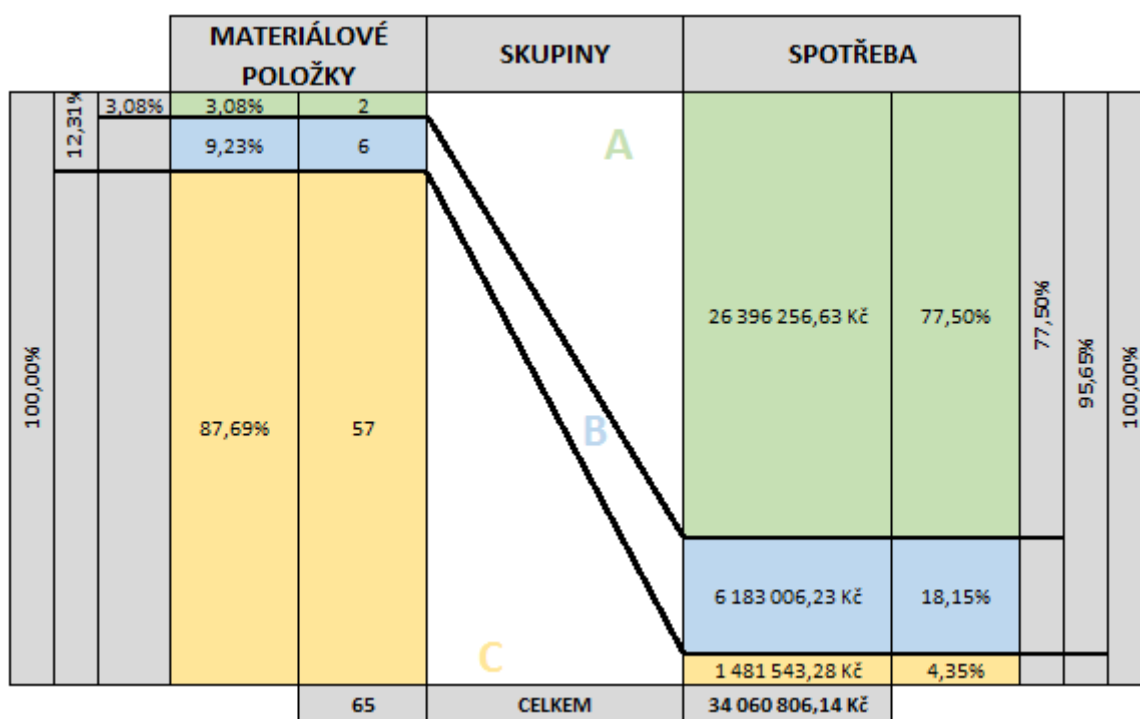 MATERIÁLOVÉ POLOŽKY SKUPINY SPOTŘEBA
12,31% 3,08% 3,08% 2
9,23% 6
A
26 396 256,63 Kč 77,50% 77,50%
100,00% 87,69% 57
B
95,65% 100,00%
6 183 006,23 Kč 18,15%
C
1 481 543,28 Kč 4,35%
65 CELKEM 34 060 806,14 Kč